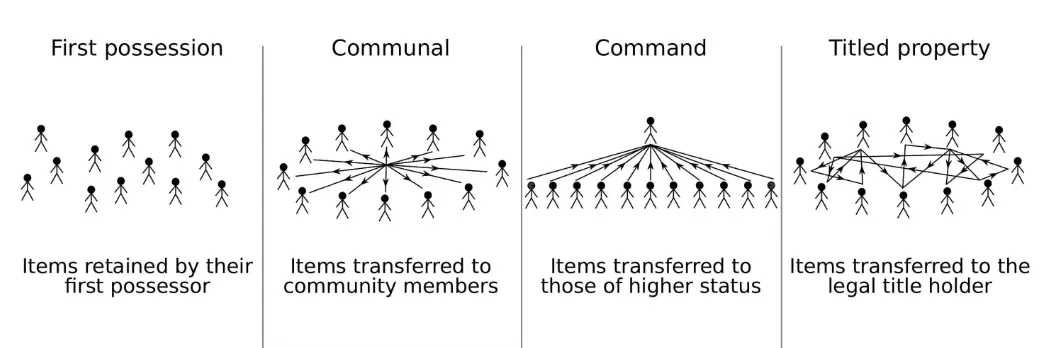 First possession
Communal
Command
Titled property
Items retained by their
first possessor
Items transferred to
community members
Items transferred to
those of higher status
Items transferred to the
legal title holder